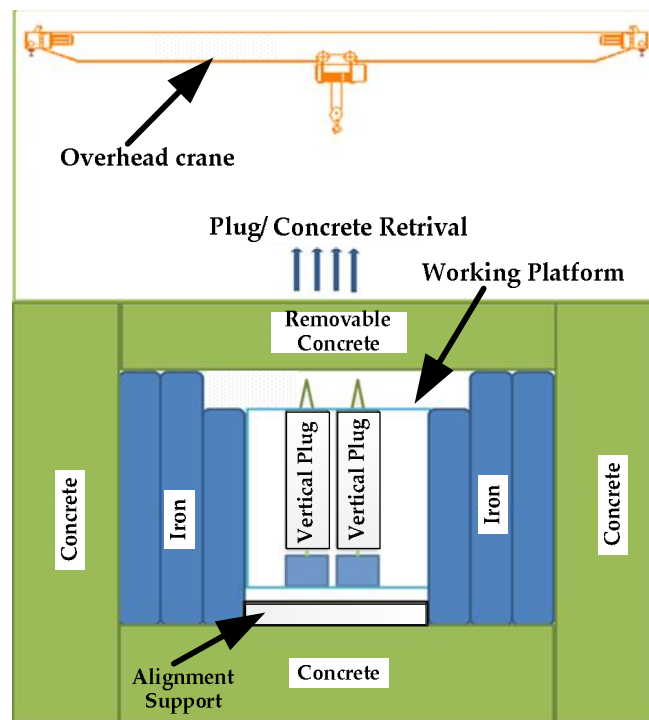 Overhead crane
Plug/ Concrete Retrival
Working Platform
Removable
Concrete
Vertical Plug
Vertical Plug
Iron
Iron
Concrete
Concrete
Alignment
Support
Concrete